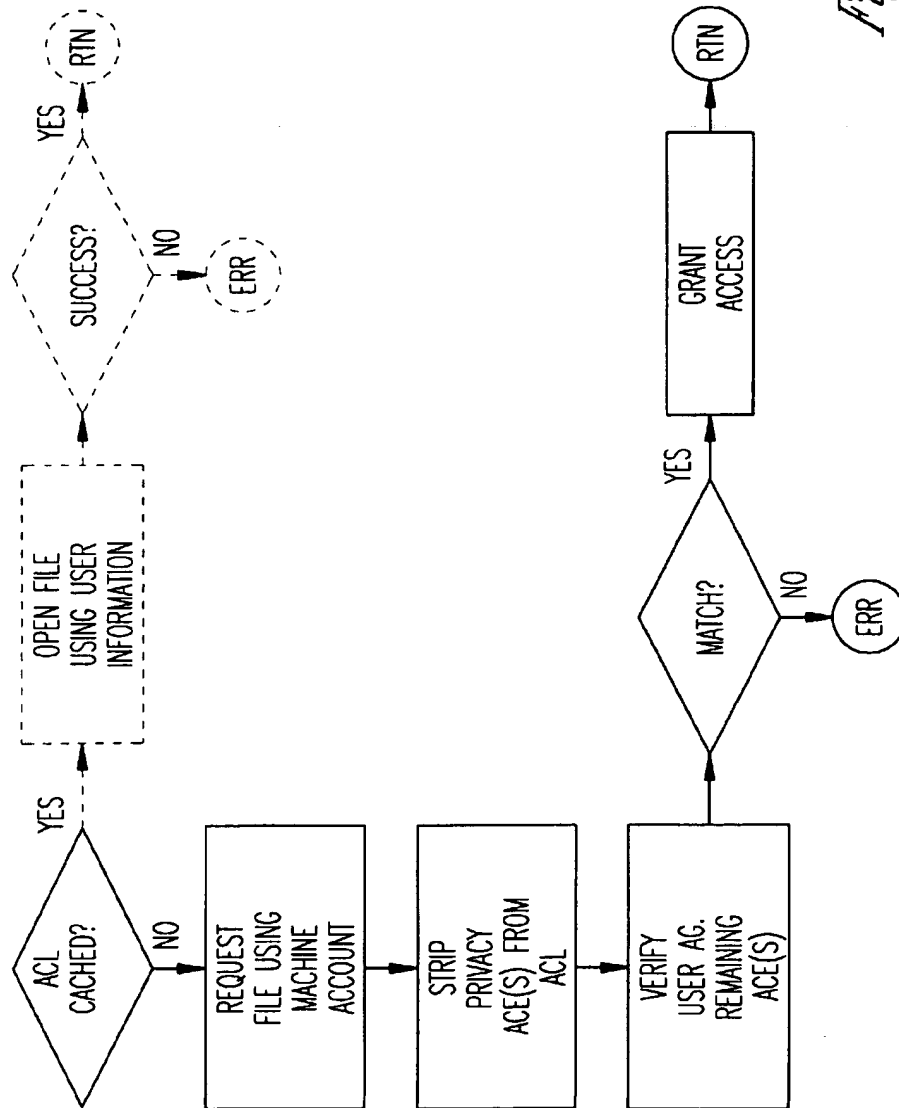 ACL
CACHED?
YES
NO
OPEN FILE
USING USER
INFORMATION
SUCCESS?
YES
NO
RTN
ERR
REQUEST
FILE USING
MACHINE
ACCOUNT
STRIP
PRIVACY
ACE(S) FROM
ACL
VERIFY
USER AG.
REMAINING
ACE(S)
MATCH?
YES
NO
ERR
GRANT
ACCESS
RTN